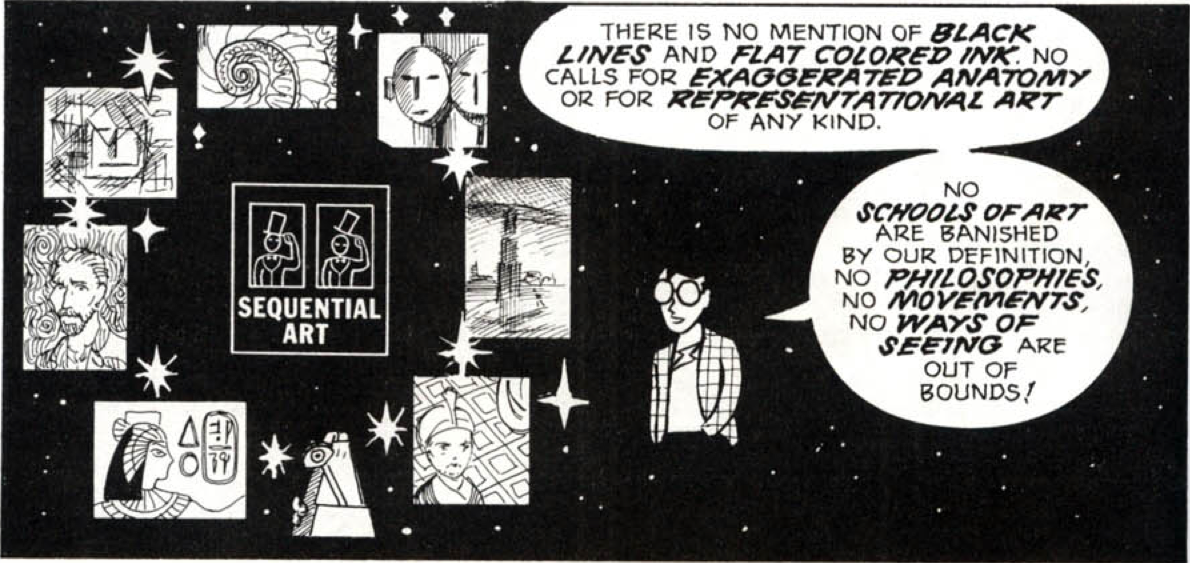 THERE IS NO MENTION OF BLACK
LINES AND FLAT COLORED INK. NO
CALLS FOR EXAGGERATED ANATOMY
OR FOR REPRESENTATIONAL ART
OF ANY KIND.
NO
SCHOOLS OF ART
ARE BANISHED
BY OUR DEFINITION,
NO PHILOSOPHIES,
NO MOVEMENTS,
NO WAYS OF
SEEING ARE
OUT OF
BOUNDS!
SEQUENTIAL
ART